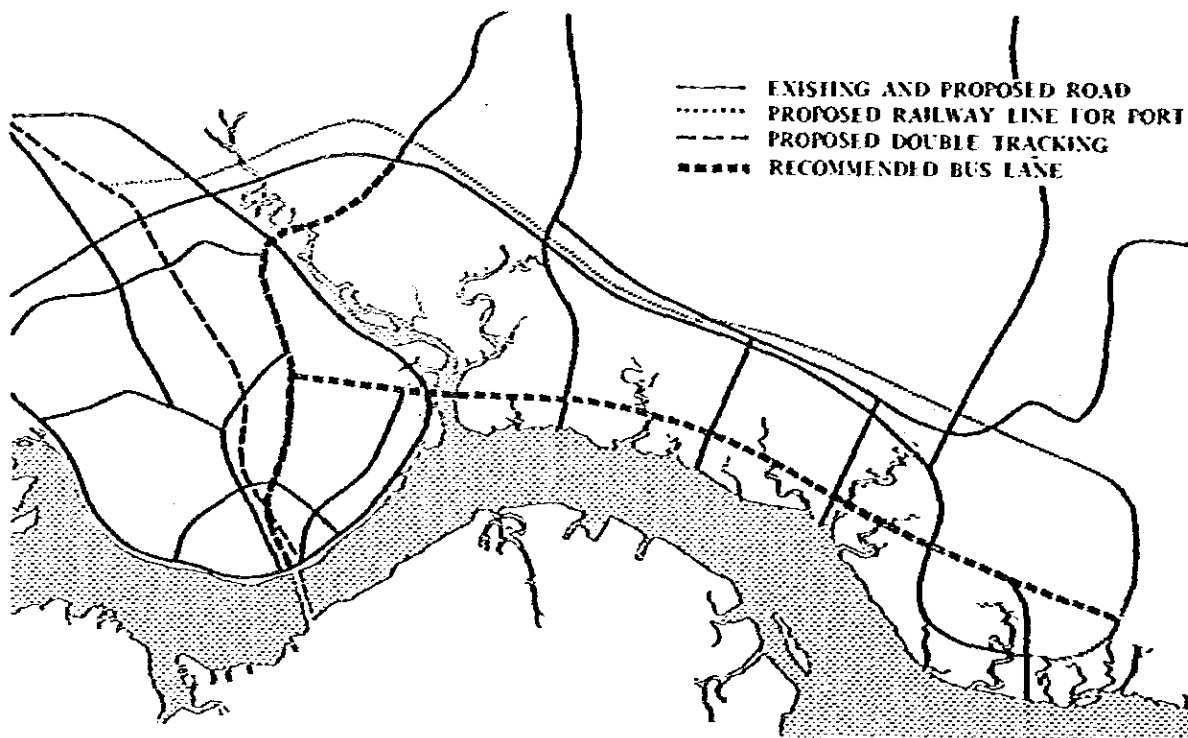 EXISTING AND PROPOSED ROAD
PROPOSED RAILWAY LINE FOR PORT
PROPOSED DOUBLE TRACKING
RECOMMENDED BUS LANE